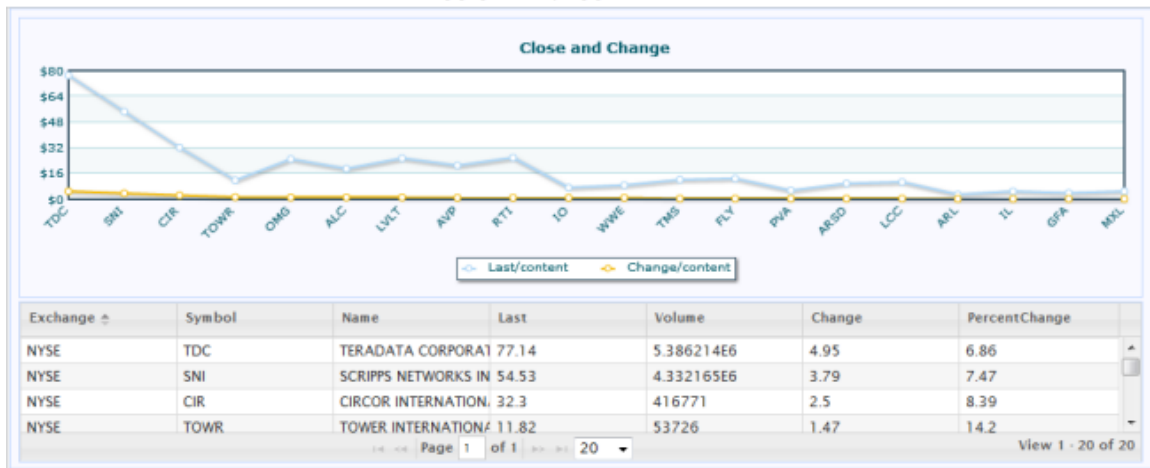 Close and Change
$80
$64
$48
$32
$16
$0
TDC SNI CIR TOWR OMG ALC LVLT AVP RTI IO WWE TMS FLY PVA ARSD LCC ARL IL GFA MXL
Last/content Change/content
Exchange Symbol Name Last Volume Change PercentChange
NYSE TDC TERADATA CORPORAT 77.14 5.386214E6 4.95 6.86
NYSE SNI SCRIPPS NETWORKS IN 54.53 4.332165E6 3.79 7.47
NYSE CIR CIRCOR INTERNATION 32.3 416771 2.5 8.39
NYSE TOWR TOWER INTERNATION 11.82 53726 1.47 14.2
Page 1 of 1 20 View 1 - 20 of 20